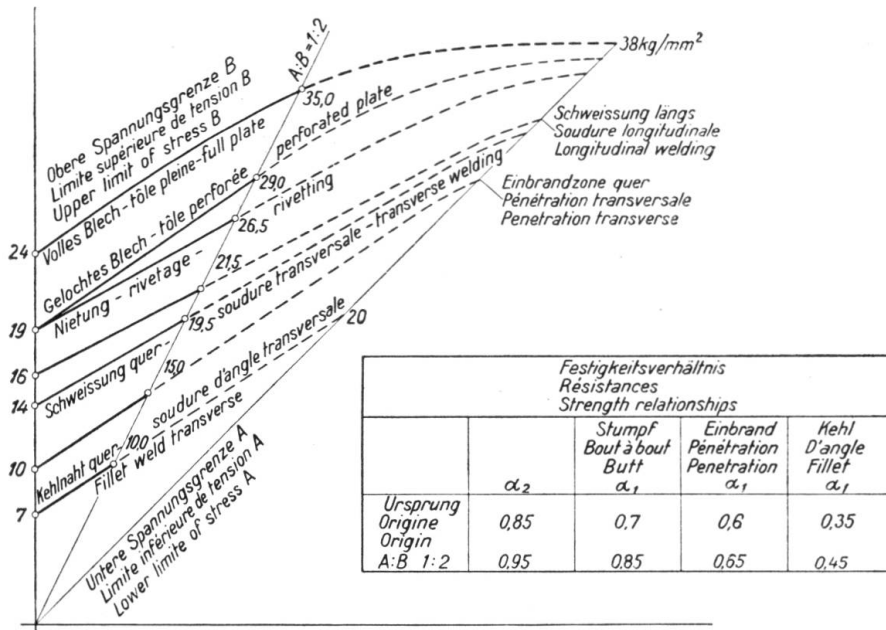 38kg/mm²
A:B=1:2
Obere Spannungsgrenze B
Limite supérieure de tension B
Upper limit of stress B
Volles Blech - tôle pleine - full plate
35,0
Gelochtes Blech - tôle perforée
perforated plate
29,0
Nietung - rivetage -
rivetting
26,5
21,5
Schweissung quer -
soudure transversale - transverse welding
19,5
15,0
Kehlnaht quer -
soudure d'angle transversale
Fillet weld transverse
10,0
20
Schweissung längs
Soudure longitudinale
Longitudinal welding
Einbrandzone quer
Pénétration transversale
Penetration transverse
24
19
16
14
10
7
Untere Spannungsgrenze A
Limite inférieure de tension A
Lower limite of stress A
Festigkeitsverhältnis
Résistances
Strength relationships
α₂
Stumpf
Bout à bout
Butt
α₁
Einbrand
Pénétration
Penetration
α₁
Kehl
D'angle
Fillet
α₁
Ursprung
Origine
Origin
0,85 0,7 0,6 0,35
A:B 1:2 0,95 0,85 0,65 0,45